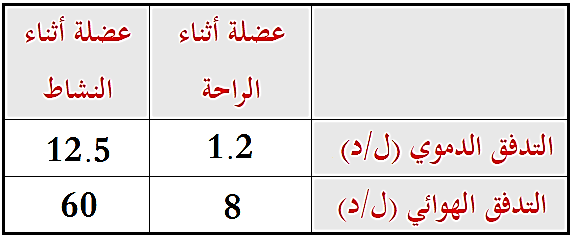 عضلة أثناء الراحة
عضلة أثناء النشاط
التدفق الدموي (ل/د) 1.2 12.5
التدفق الهوائي (ل/د) 8 60